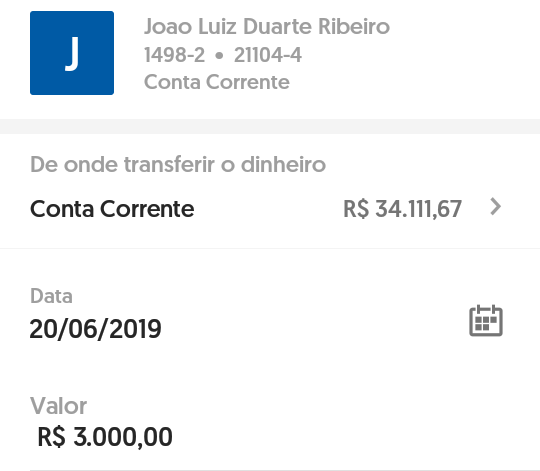 J
Joao Luiz Duarte Ribeiro
1498-2 • 21104-4
Conta Corrente
De onde transferir o dinheiro
Conta Corrente R$ 34.111,67
Data
20/06/2019
Valor
R$ 3.000,00